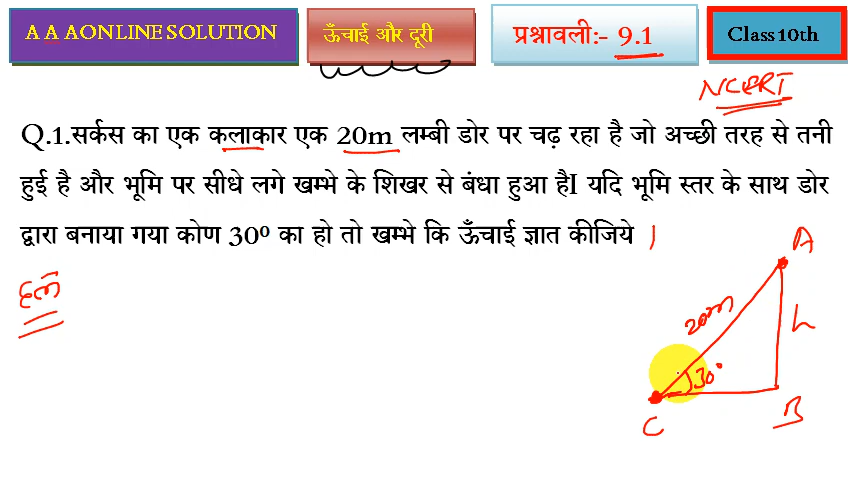 A A AONLINE SOLUTION
ऊँचाई और दूरी
प्रश्नावली:- 9.1
Class 10th
NCERT
Q.1.सर्कस का एक कलाकार एक 20m लम्बी डोर पर चढ़ रहा है जो अच्छी तरह से तनी
हुई है और भूमि पर सीधे लगे खम्भे के शिखर से बंधा हुआ हैI यदि भूमि स्तर के साथ डोर
द्वारा बनाया गया कोण 30⁰ का हो तो खम्भे कि ऊँचाई ज्ञात कीजिये ।
हल
A
20m
h
30°
C
B